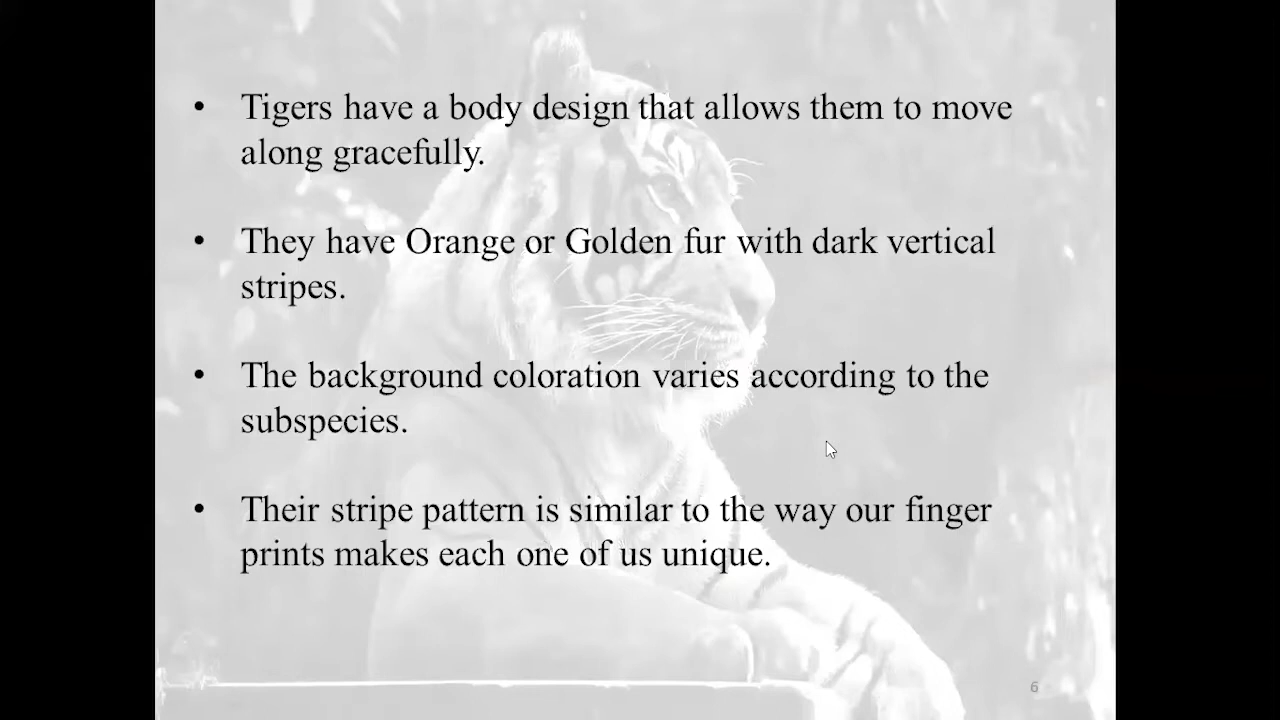 • Tigers have a body design that allows them to move
along gracefully.
• They have Orange or Golden fur with dark vertical
stripes.
• The background coloration varies according to the
subspecies.
• Their stripe pattern is similar to the way our finger
prints makes each one of us unique.
6